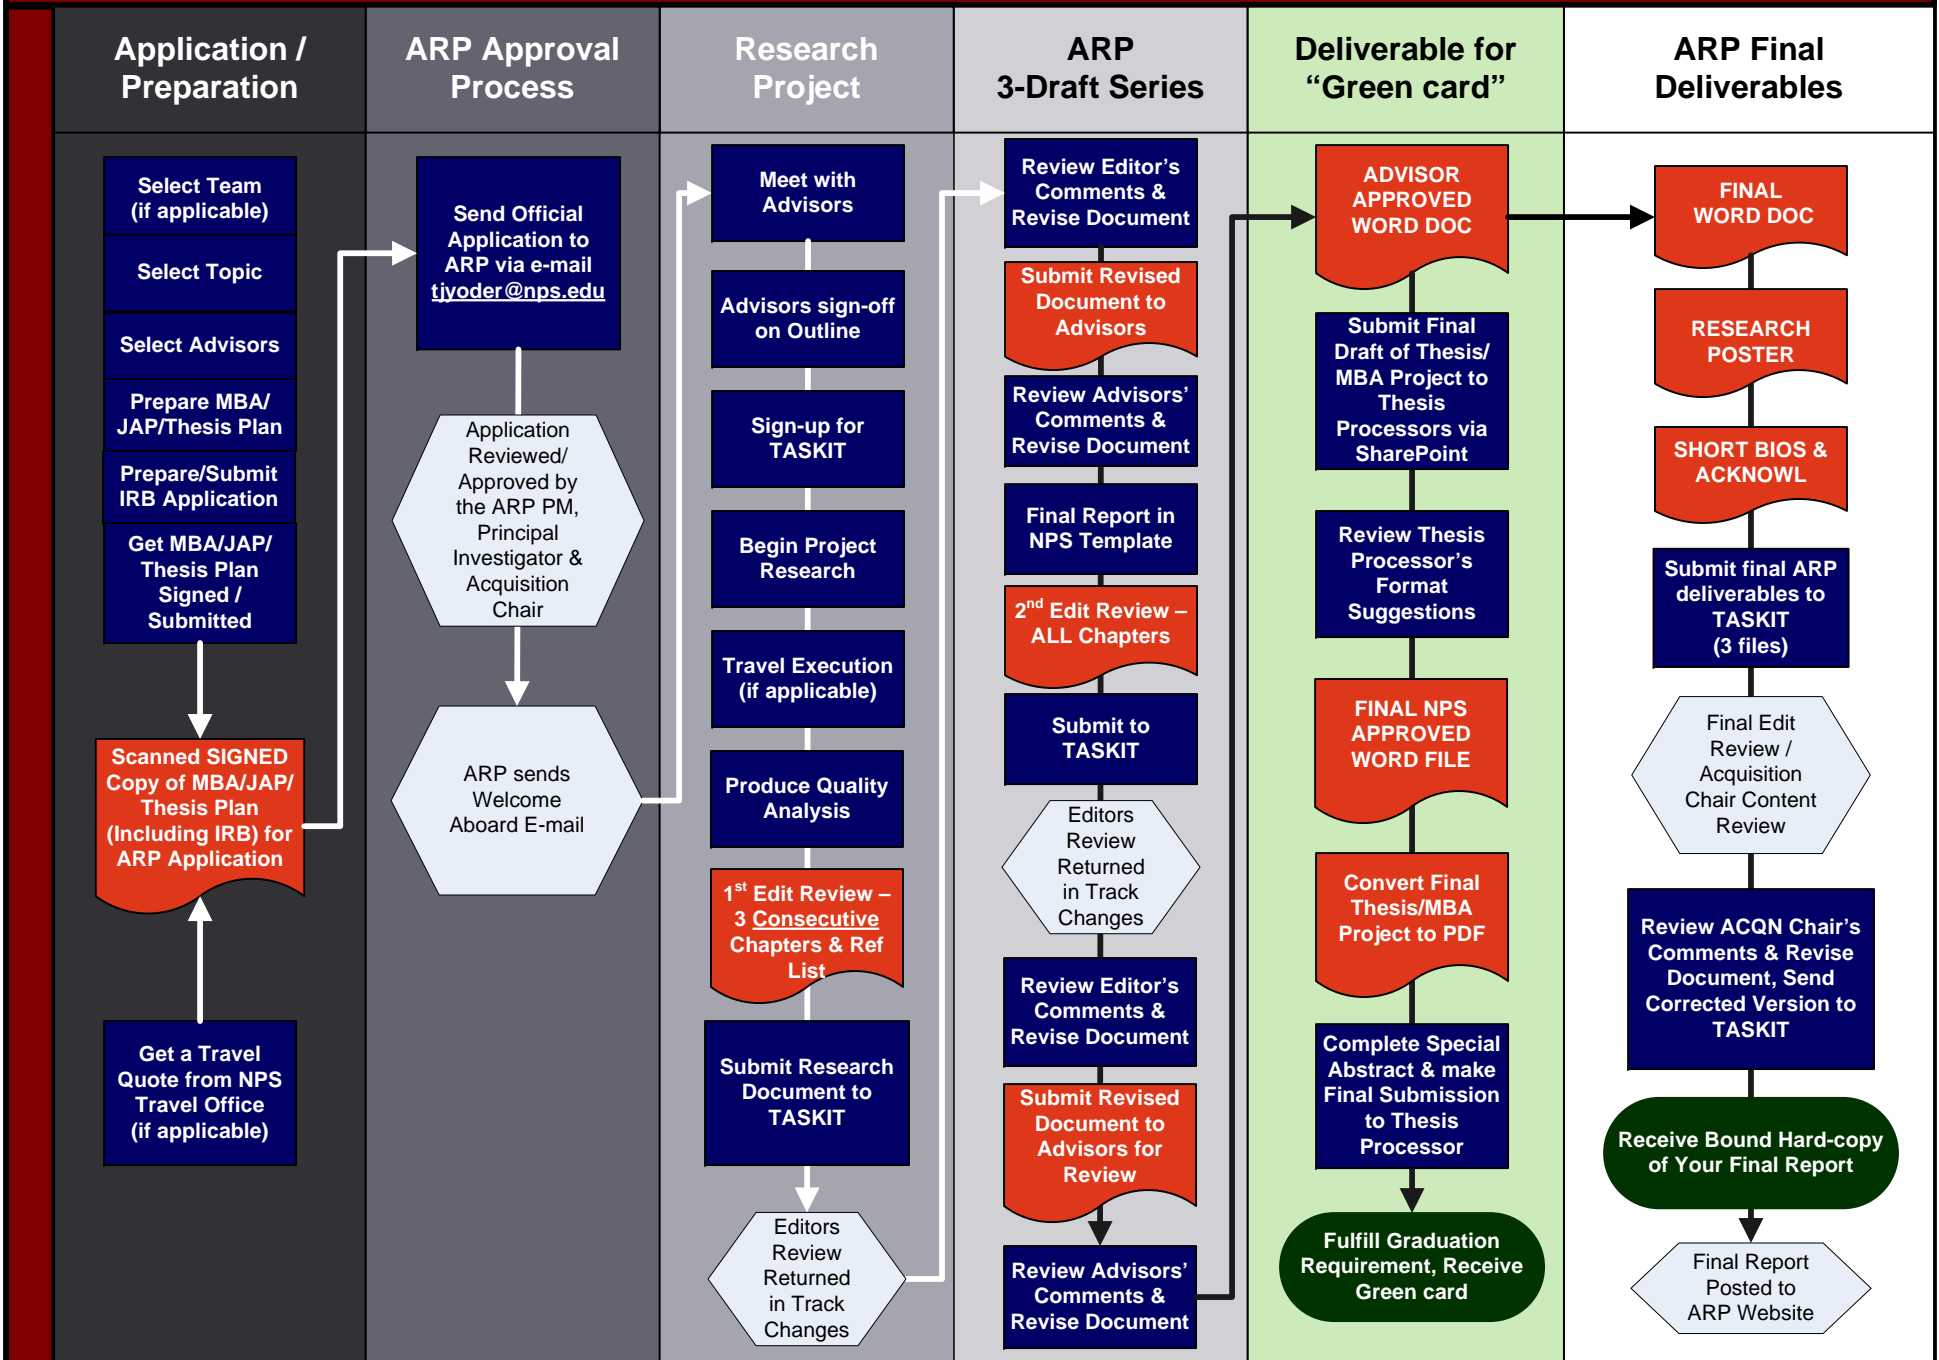 Application /
Preparation
ARP Approval
Process
Research
Project
ARP
3-Draft Series
Deliverable for
“Green card”
ARP Final
Deliverables
Select Team
(if applicable)
Select Topic
Select Advisors
Prepare MBA/
JAP/Thesis Plan
Prepare/Submit
IRB Application
Get MBA/JAP/
Thesis Plan
Signed /
Submitted
Scanned SIGNED
Copy of MBA/JAP/
Thesis Plan
(Including IRB) for
ARP Application
Get a Travel
Quote from NPS
Travel Office
(if applicable)
Send Official
Application to
ARP via e-mail
tjyoder@nps.edu
Application
Reviewed/
Approved by
the ARP PM,
Principal
Investigator &
Acquisition
Chair
ARP sends
Welcome
Aboard E-mail
Meet with
Advisors
Advisors sign-off
on Outline
Sign-up for
TASKIT
Begin Project
Research
Travel Execution
(if applicable)
Produce Quality
Analysis
1st Edit Review –
3 Consecutive
Chapters & Ref
List
Submit Research
Document to
TASKIT
Editors
Review
Returned
in Track
Changes
Review Editor’s
Comments &
Revise Document
Submit Revised
Document to
Advisors
Review Advisors’
Comments &
Revise Document
Final Report in
NPS Template
2nd Edit Review –
ALL Chapters
Submit to
TASKIT
Editors
Review
Returned
in Track
Changes
Review Editor’s
Comments &
Revise Document
Submit Revised
Document to
Advisors for
Review
Review Advisors’
Comments &
Revise Document
ADVISOR
APPROVED
WORD DOC
Submit Final
Draft of Thesis/
MBA Project to
Thesis
Processors via
SharePoint
Review Thesis
Processor’s
Format
Suggestions
FINAL NPS
APPROVED
WORD FILE
Convert Final
Thesis/MBA
Project to PDF
Complete Special
Abstract & make
Final Submission
to Thesis
Processor
Fulfill Graduation
Requirement, Receive
Green card
FINAL
WORD DOC
RESEARCH
POSTER
SHORT BIOS &
ACKNOWL
Submit final ARP
deliverables to
TASKIT
(3 files)
Final Edit
Review /
Acquisition
Chair Content
Review
Review ACQN Chair’s
Comments & Revise
Document, Send
Corrected Version to
TASKIT
Receive Bound Hard-copy
of Your Final Report
Final Report
Posted to
ARP Website